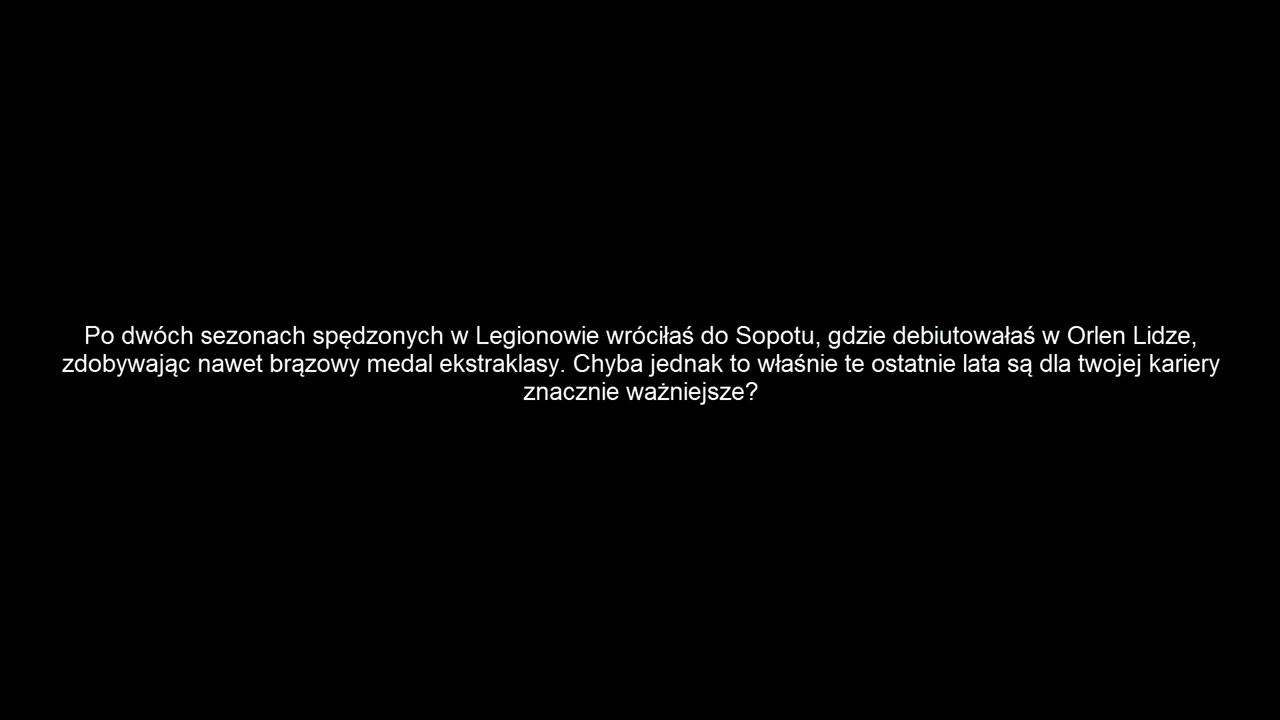 Po dwóch sezonach spędzonych w Legionowie wróciłaś do Sopotu, gdzie debiutowałaś w Orlen Lidze,
zdobywając nawet brązowy medal ekstraklasy. Chyba jednak to właśnie te ostatnie lata są dla twojej kariery
znacznie ważniejsze?